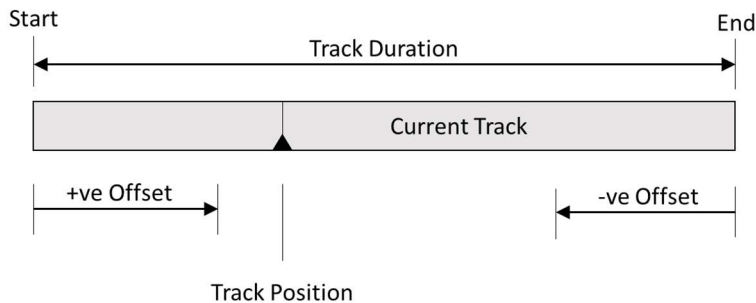 Start
End
Track Duration
Current Track
+ve Offset
-ve Offset
Track Position